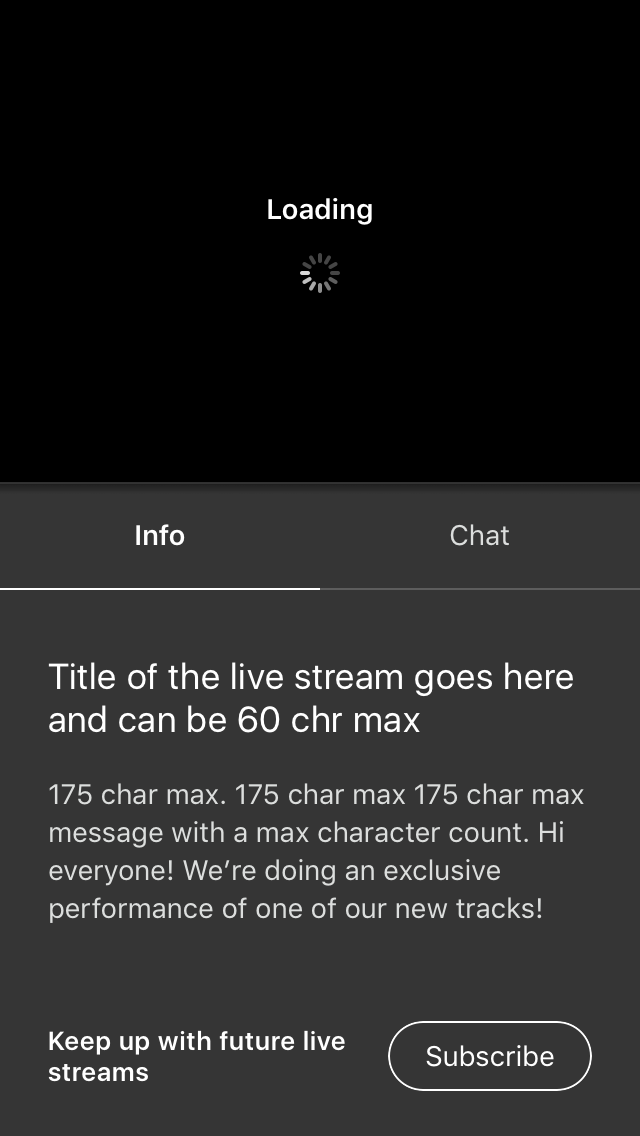 Loading
Info
Chat
Title of the live stream goes here
and can be 60 chr max
175 char max. 175 char max 175 char max
message with a max character count. Hi
everyone! We’re doing an exclusive
performance of one of our new tracks!
Keep up with future live
streams
Subscribe